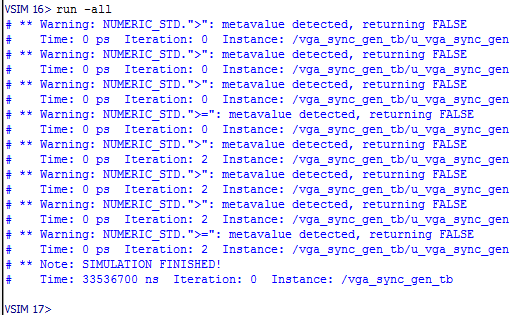 VSIM 16> run -all
# ** Warning: NUMERIC_STD.">": metavalue detected, returning FALSE
#    Time: 0 ps  Iteration: 0  Instance: /vga_sync_gen_tb/u_vga_sync_gen
# ** Warning: NUMERIC_STD.">": metavalue detected, returning FALSE
#    Time: 0 ps  Iteration: 0  Instance: /vga_sync_gen_tb/u_vga_sync_gen
# ** Warning: NUMERIC_STD.">": metavalue detected, returning FALSE
#    Time: 0 ps  Iteration: 0  Instance: /vga_sync_gen_tb/u_vga_sync_gen
# ** Warning: NUMERIC_STD.">=": metavalue detected, returning FALSE
#    Time: 0 ps  Iteration: 0  Instance: /vga_sync_gen_tb/u_vga_sync_gen
# ** Warning: NUMERIC_STD.">": metavalue detected, returning FALSE
#    Time: 0 ps  Iteration: 2  Instance: /vga_sync_gen_tb/u_vga_sync_gen
# ** Warning: NUMERIC_STD.">": metavalue detected, returning FALSE
#    Time: 0 ps  Iteration: 2  Instance: /vga_sync_gen_tb/u_vga_sync_gen
# ** Warning: NUMERIC_STD.">": metavalue detected, returning FALSE
#    Time: 0 ps  Iteration: 2  Instance: /vga_sync_gen_tb/u_vga_sync_gen
# ** Warning: NUMERIC_STD.">=": metavalue detected, returning FALSE
#    Time: 0 ps  Iteration: 2  Instance: /vga_sync_gen_tb/u_vga_sync_gen
# ** Note: SIMULATION FINISHED!
#    Time: 33536700 ns  Iteration: 0  Instance: /vga_sync_gen_tb
VSIM 17>